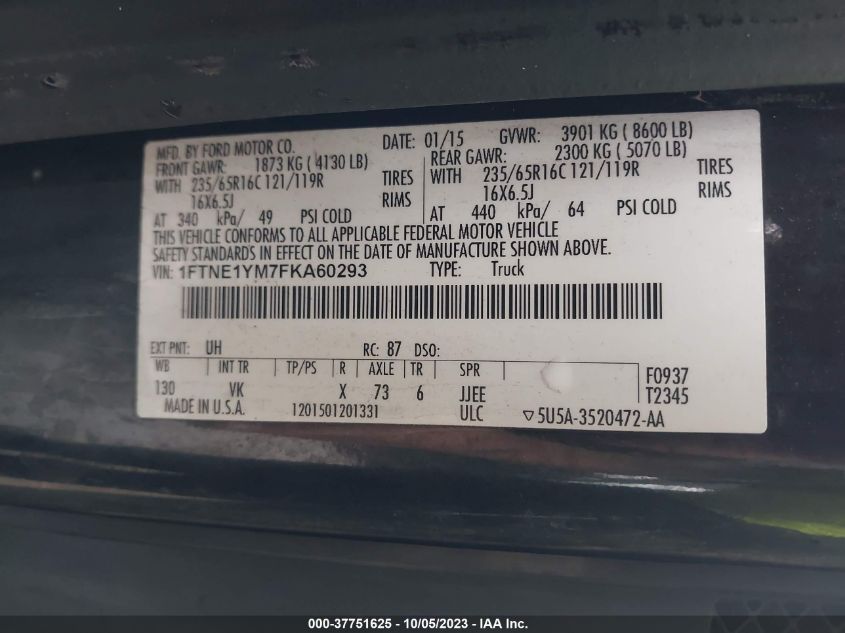 MFD. BY FORD MOTOR CO.
DATE: 01/15 GVWR: 3901 KG ( 8600 LB)
FRONT GAWR: 1873 KG ( 4130 LB)
REAR GAWR: 2300 KG ( 5070 LB)
WITH 235/65R16C 121/119R TIRES
WITH 235/65R16C 121/119R TIRES
16X6.5J RIMS
16X6.5J RIMS
AT 340 kPa/ 49 PSI COLD
AT 440 kPa/ 64 PSI COLD
THIS VEHICLE CONFORMS TO ALL APPLICABLE FEDERAL MOTOR VEHICLE
SAFETY STANDARDS IN EFFECT ON THE DATE OF MANUFACTURE SHOWN ABOVE.
VIN: 1FTNE1YM7FKA60293 TYPE: Truck
EXT PNT: UH RC: 87 DSO:
WB INT TR TP/PS R AXLE TR SPR F0937
130 VK X 73 6 JJEE T2345
MADE IN U.S.A. 1201501201331 ULC ▽5U5A-3520472-AA
000-37751625 - 10/05/2023 - IAA Inc.